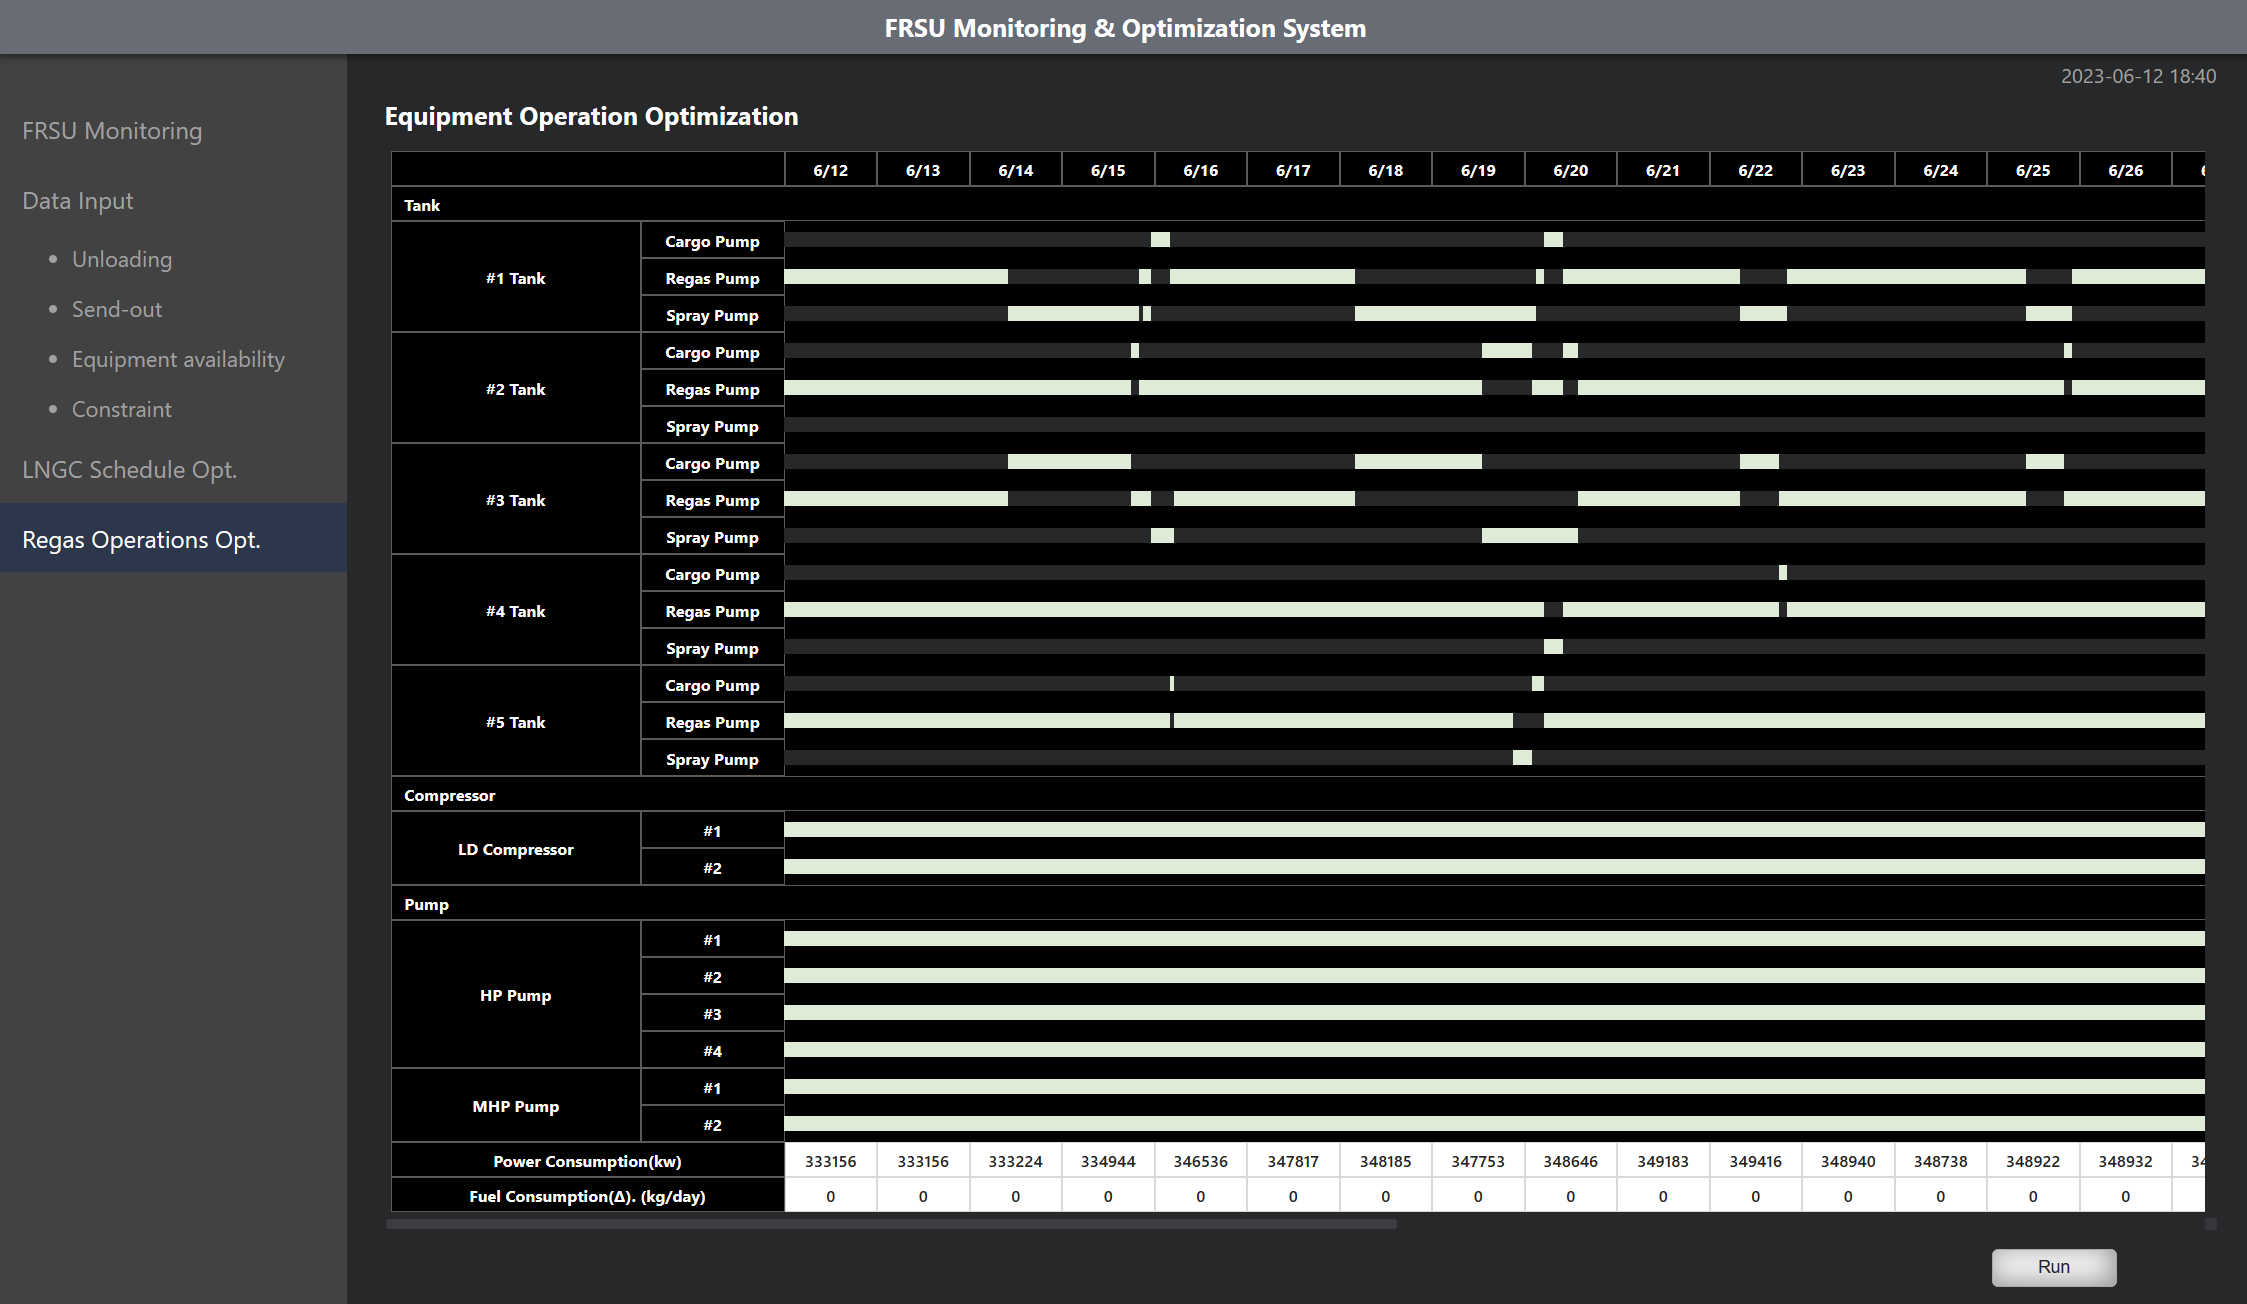 FRSU Monitoring & Optimization System
2023-06-12 18:40
FRSU Monitoring
Data Input
• Unloading
• Send-out
• Equipment availability
• Constraint
LNGC Schedule Opt.
Regas Operations Opt.
Equipment Operation Optimization
6/12 6/13 6/14 6/15 6/16 6/17 6/18 6/19 6/20 6/21 6/22 6/23 6/24 6/25 6/26
Tank
#1 Tank
Cargo Pump
Regas Pump
Spray Pump
#2 Tank
Cargo Pump
Regas Pump
Spray Pump
#3 Tank
Cargo Pump
Regas Pump
Spray Pump
#4 Tank
Cargo Pump
Regas Pump
Spray Pump
#5 Tank
Cargo Pump
Regas Pump
Spray Pump
Compressor
LD Compressor
#1
#2
Pump
HP Pump
#1
#2
#3
#4
MHP Pump
#1
#2
Power Consumption(kw) 333156 333156 333224 334944 346536 347817 348185 347753 348646 349183 349416 348940 348738 348922 348932
Fuel Consumption(Δ). (kg/day) 0 0 0 0 0 0 0 0 0 0 0 0 0 0 0
Run